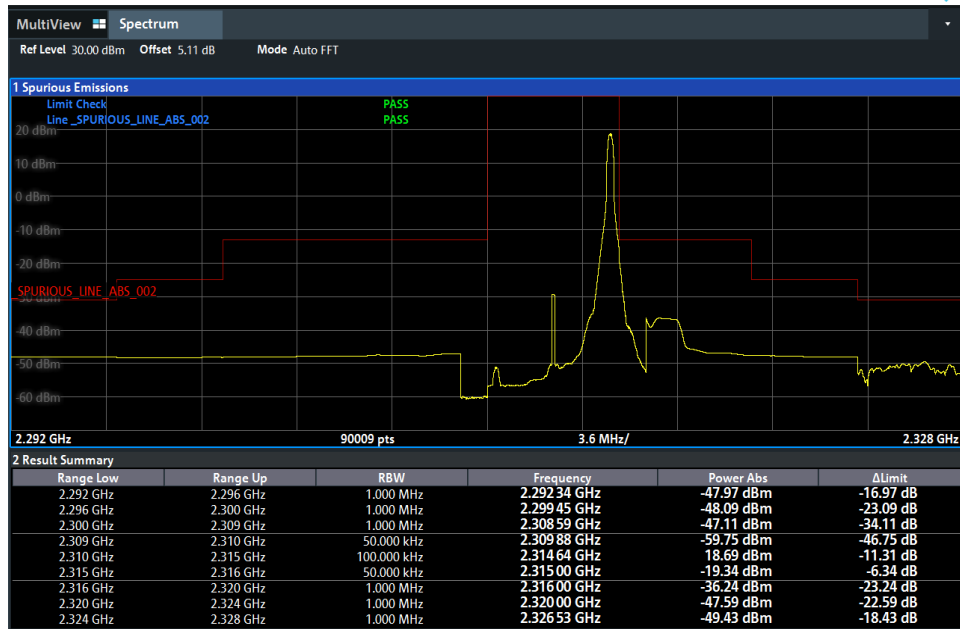 MultiView Spectrum
Ref Level 30.00 dBm Offset 5.11 dB Mode Auto FFT
1 Spurious Emissions
Limit Check PASS
Line _SPURIOUS_LINE_ABS_002 PASS
20 dBm
10 dBm
0 dBm
-10 dBm
-20 dBm
_SPURIOUS_LINE_ABS_002
-30 dBm
-40 dBm
-50 dBm
-60 dBm
2.292 GHz 90009 pts 3.6 MHz/ 2.328 GHz
2 Result Summary
Range Low Range Up RBW Frequency Power Abs ΔLimit
2.292 GHz 2.296 GHz 1.000 MHz 2.292 34 GHz -47.97 dBm -16.97 dB
2.296 GHz 2.300 GHz 1.000 MHz 2.299 45 GHz -48.09 dBm -23.09 dB
2.300 GHz 2.309 GHz 1.000 MHz 2.308 59 GHz -47.11 dBm -34.11 dB
2.309 GHz 2.310 GHz 50.000 kHz 2.309 88 GHz -59.75 dBm -46.75 dB
2.310 GHz 2.315 GHz 100.000 kHz 2.314 64 GHz 18.69 dBm -11.31 dB
2.315 GHz 2.316 GHz 50.000 kHz 2.315 00 GHz -19.34 dBm -6.34 dB
2.316 GHz 2.320 GHz 1.000 MHz 2.316 00 GHz -36.24 dBm -23.24 dB
2.320 GHz 2.324 GHz 1.000 MHz 2.320 00 GHz -47.59 dBm -22.59 dB
2.324 GHz 2.328 GHz 1.000 MHz 2.326 53 GHz -49.43 dBm -18.43 dB